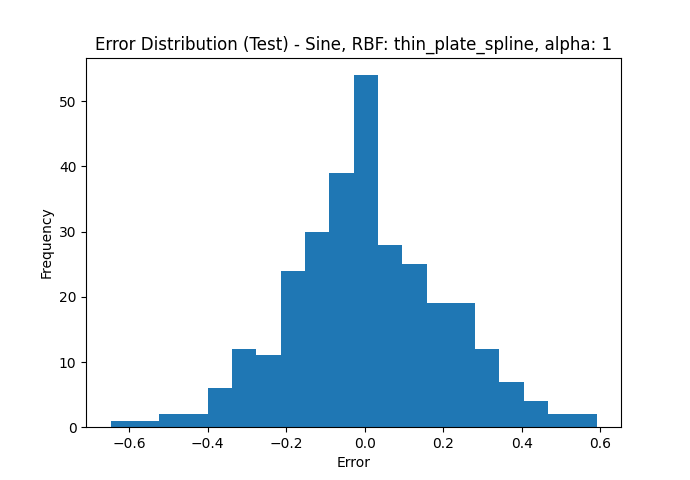 Error Distribution (Test) - Sine, RBF: thin_plate_spline, alpha: 1
50
40
30
20
10
0
Frequency
−0.6 −0.4 −0.2 0.0 0.2 0.4 0.6
Error